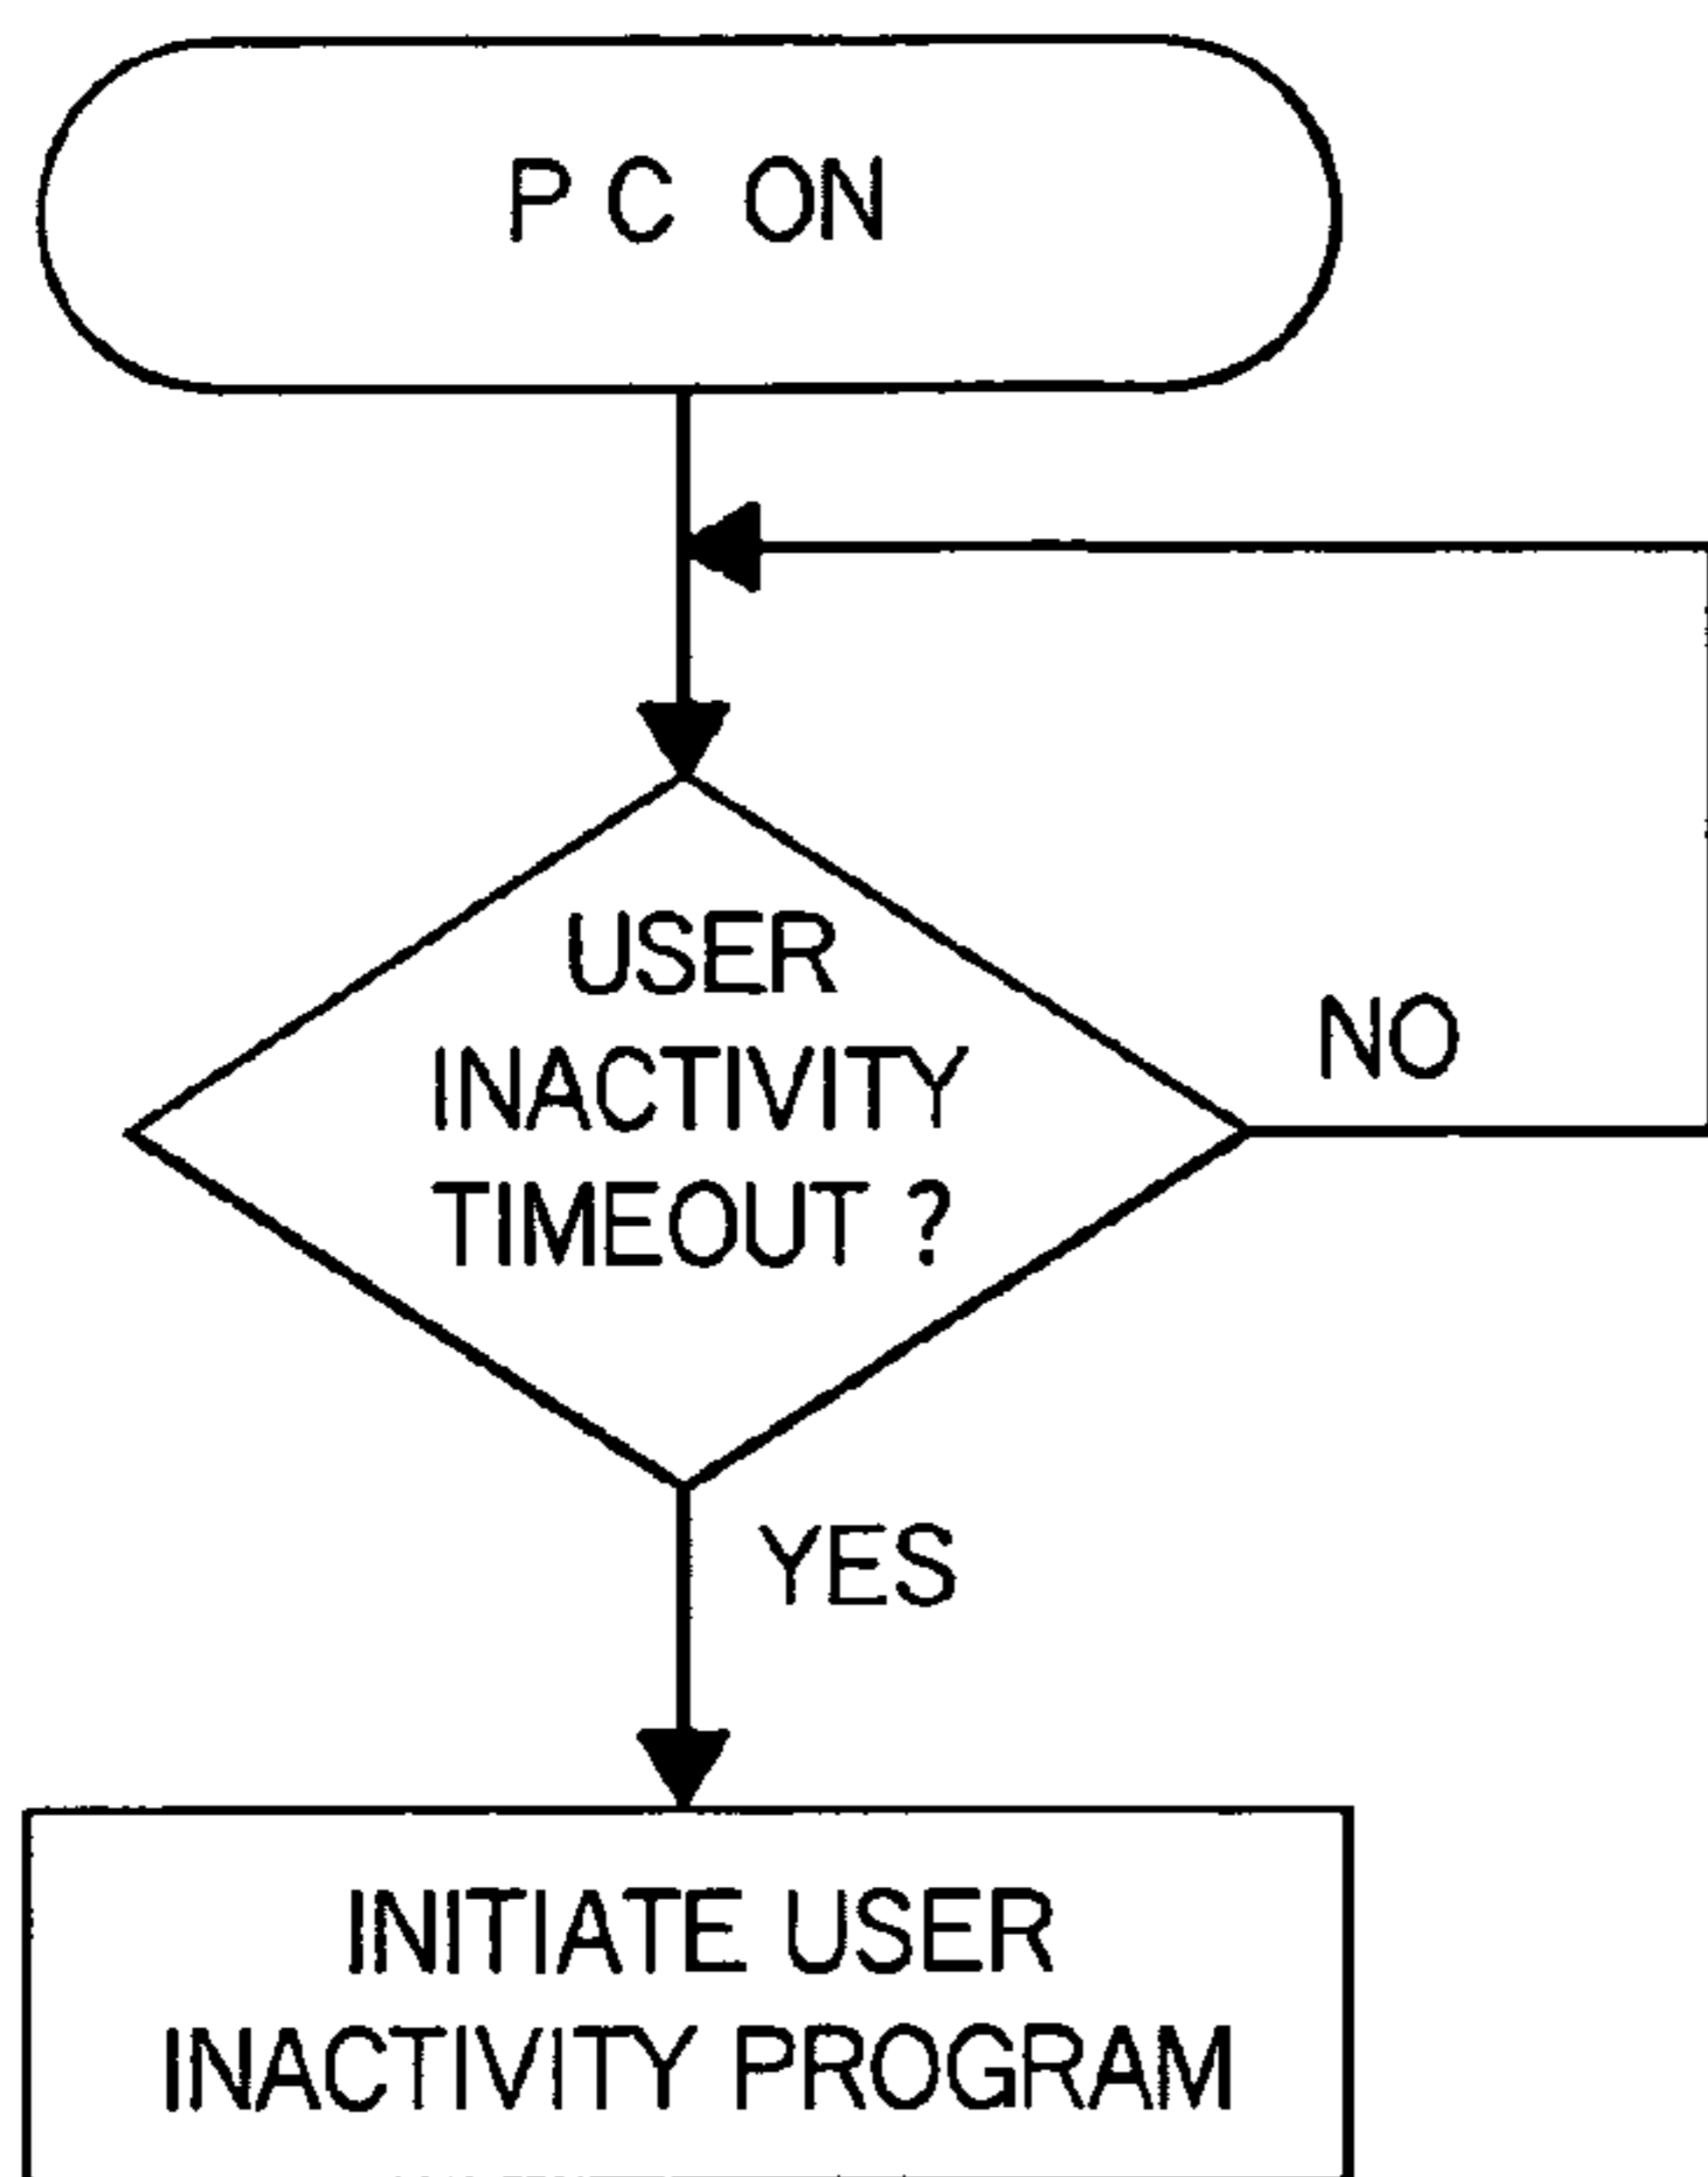 P C ON
USER
INACTIVITY
TIMEOUT ?
NO
YES
INITIATE USER
INACTIVITY PROGRAM